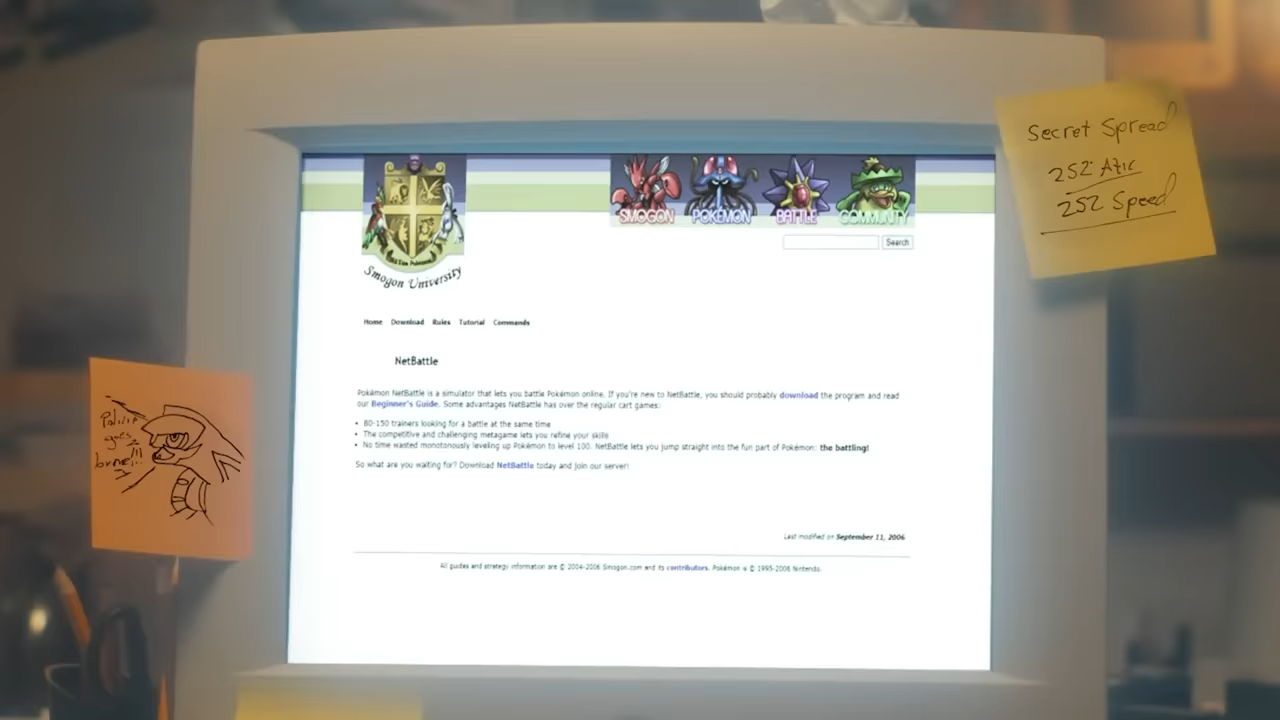 Secret Spread
252 Atk
252 Speed
SMOGON POKÉMON BATTLE COMMUNITY
Smogon University
Search
Home Download Rules Tutorial Commands
NetBattle
Pokémon NetBattle is a simulator that lets you battle Pokémon online. If you're new to NetBattle, you should probably download the program and read
our Beginner's Guide. Some advantages NetBattle has over the regular cart games:
• 80-150 trainers looking for a battle at the same time
• The competitive and challenging metagame lets you refine your skills
• No time wasted monotonously leveling up Pokémon to level 100. NetBattle lets you jump straight into the fun part of Pokémon: the battling!
So what are you waiting for? Download NetBattle today and join our server!
goes
Last modified on September 11, 2006
All guides and strategy information are © 2004-2006 Smogon.com and its contributors. Pokémon is © 1995-2006 Nintendo.